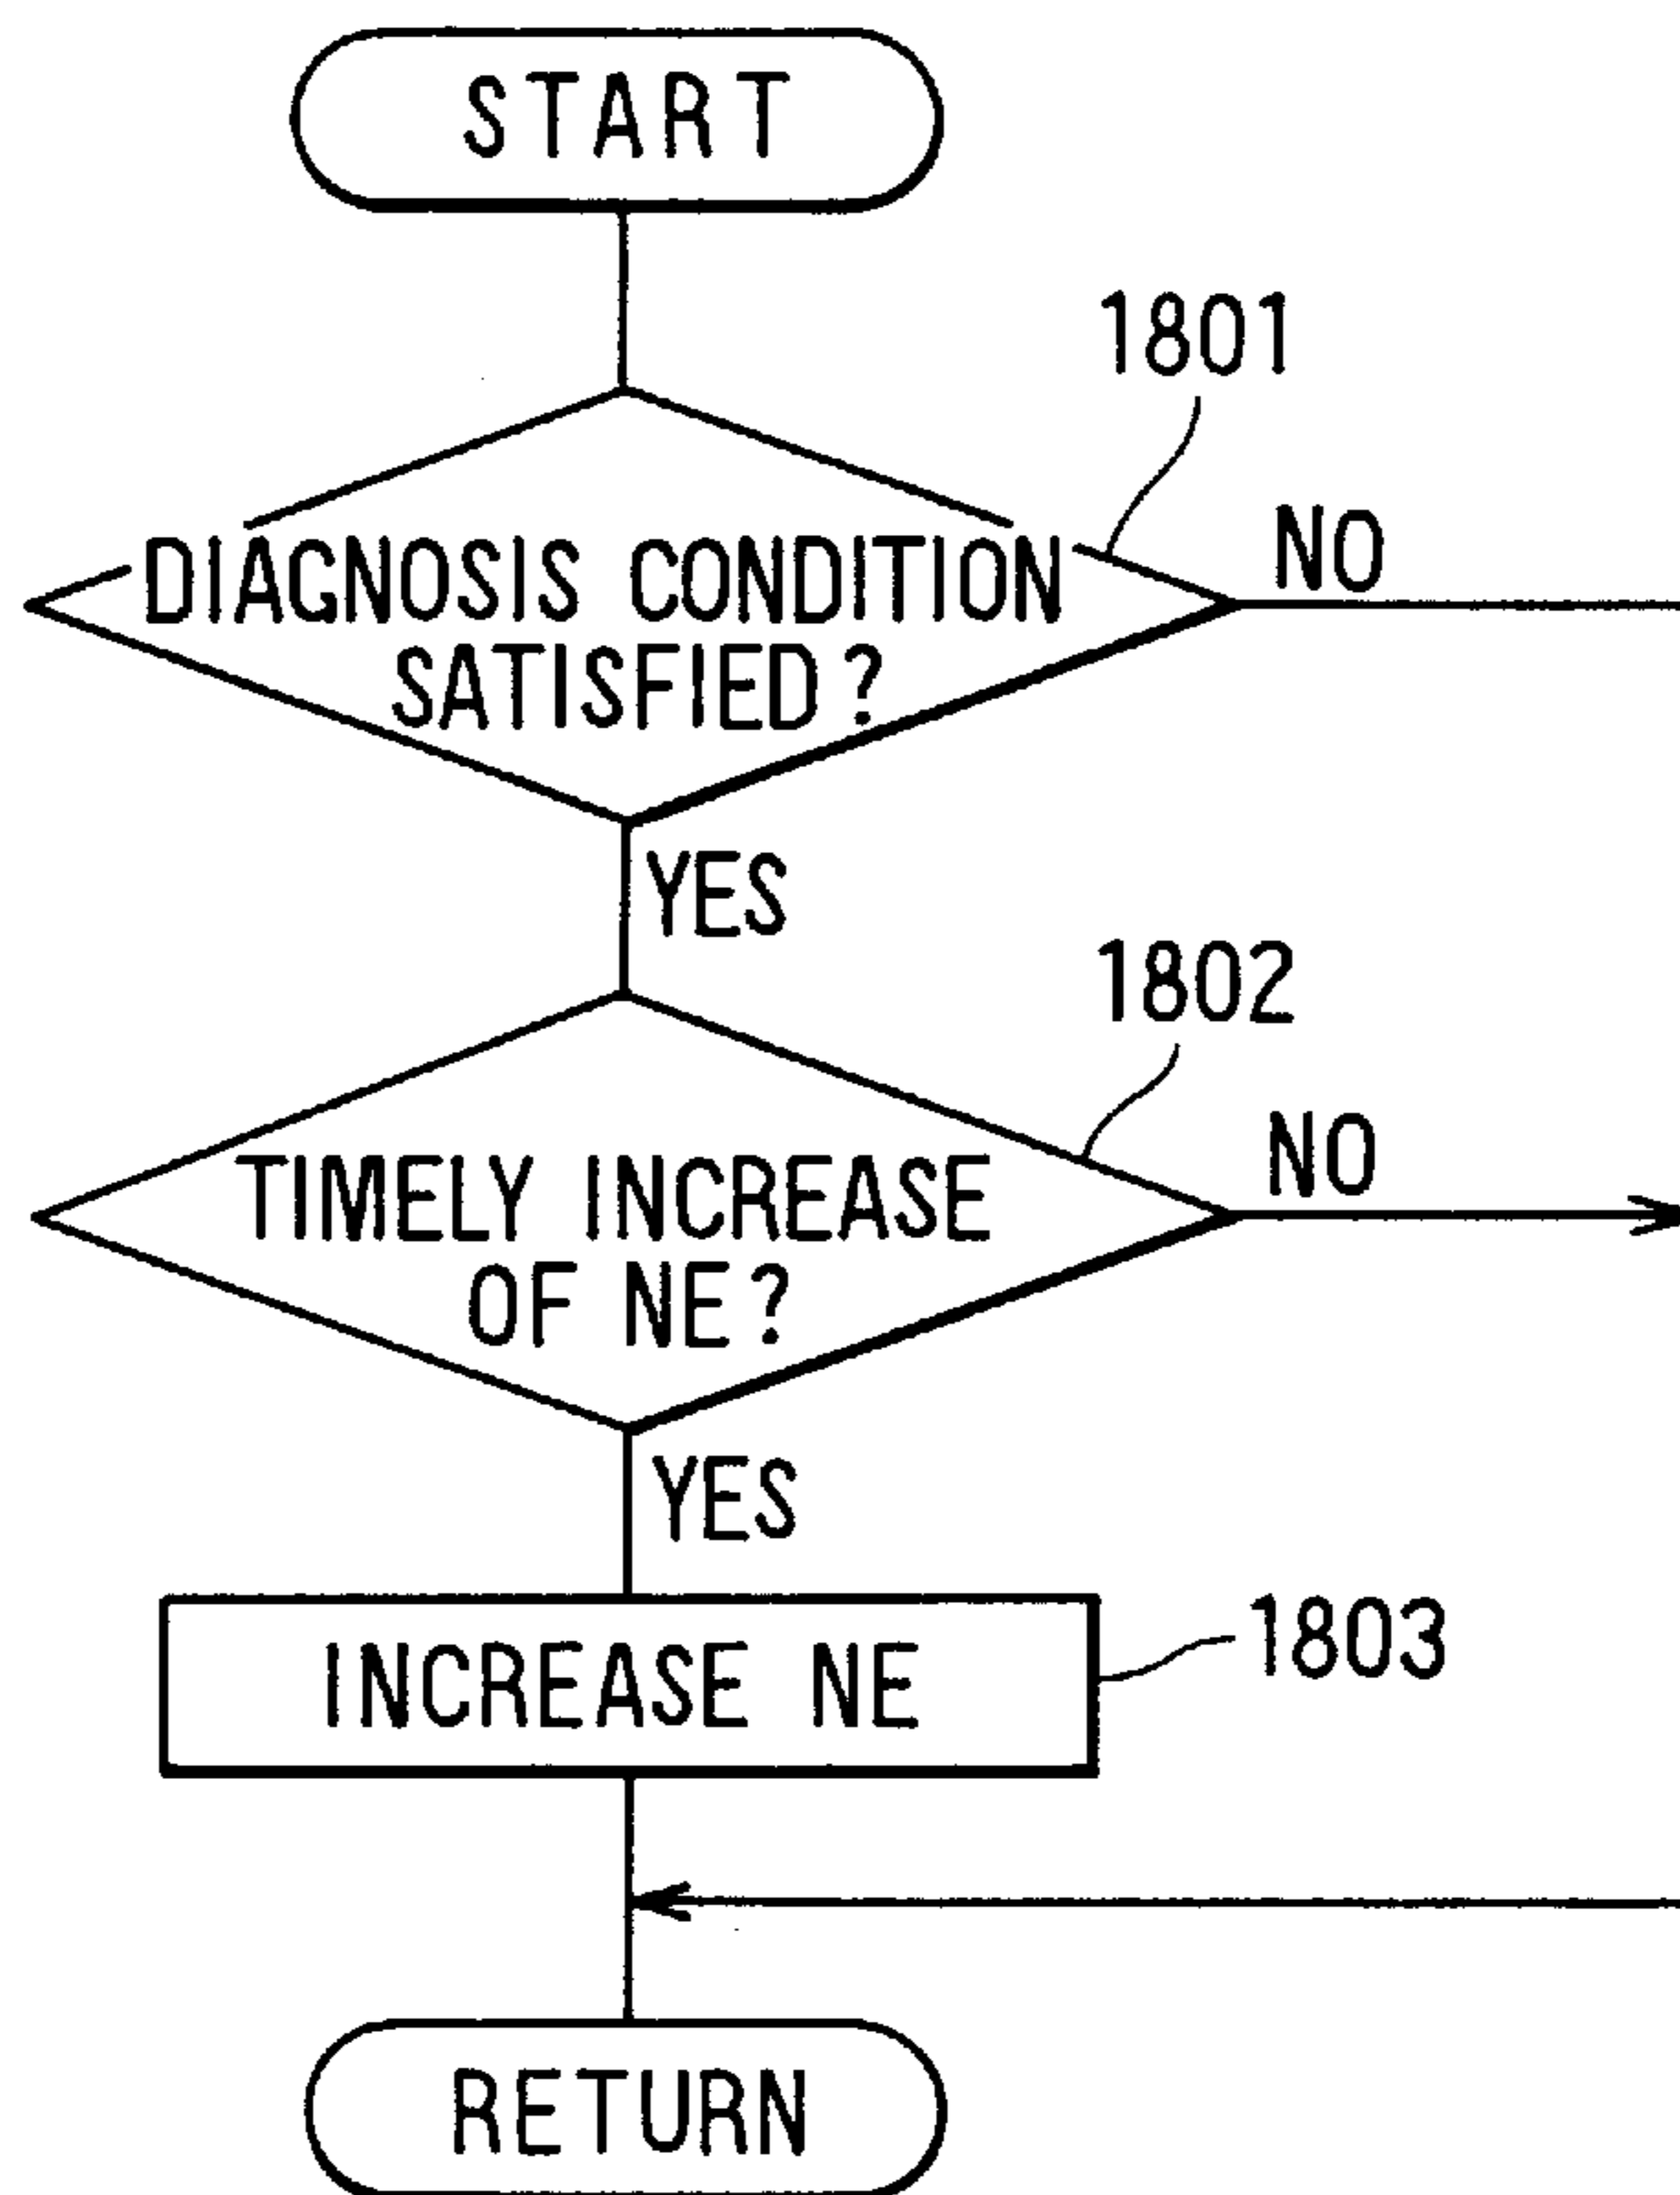 START
1801
NO
DIAGNOSIS CONDITION
SATISFIED?
YES
1802
NO
TIMELY INCREASE
OF NE?
YES
INCREASE NE
1803
RETURN